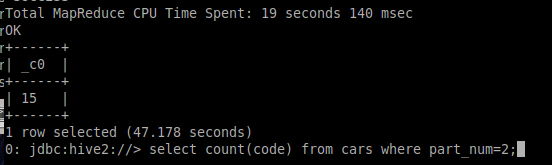 Total MapReduce CPU Time Spent: 19 seconds 140 msec
OK
+------+
| _c0  |
+------+
| 15   |
+------+
1 row selected (47.178 seconds)
0: jdbc:hive2://> select count(code) from cars where part_num=2;